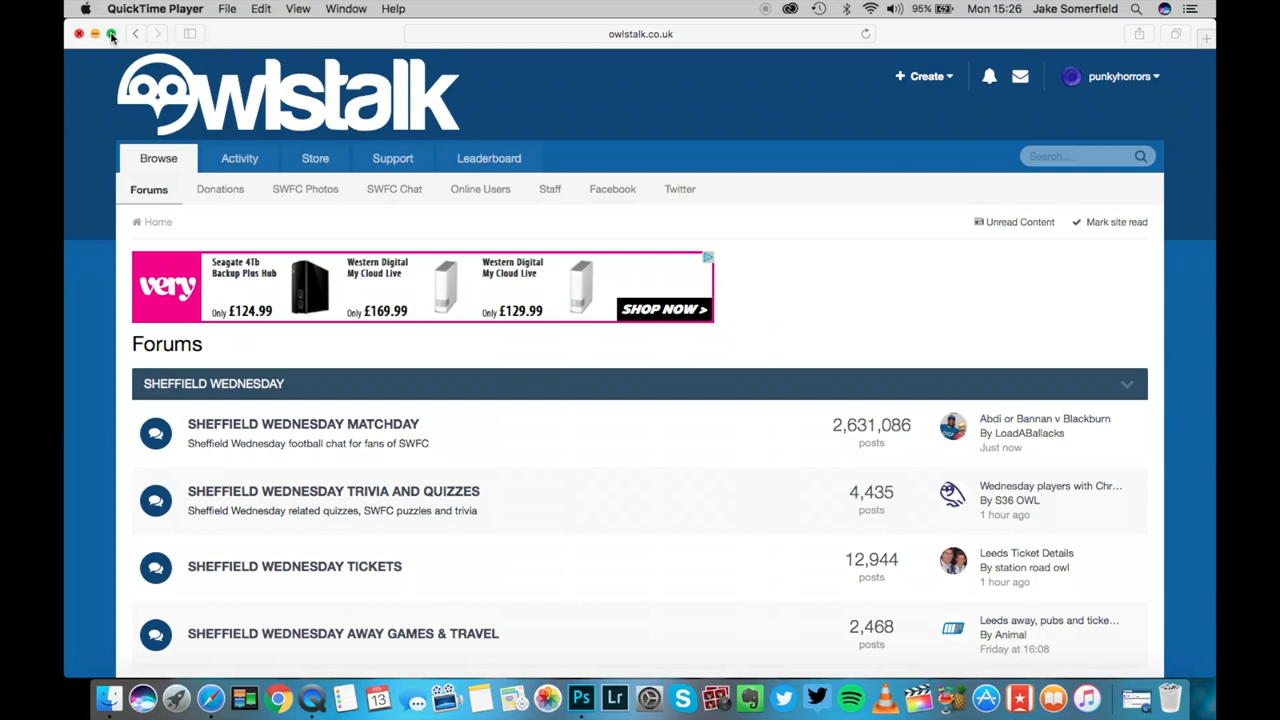 QuickTime Player File Edit View Window Help 95% Mon 15:26 Jake Somerfield
owlstalk.co.uk
owlstalk
+ Create punkyhorrors
Browse Activity Store Support Leaderboard Search...
Forums Donations SWFC Photos SWFC Chat Online Users Staff Facebook Twitter
Home Unread Content Mark site read
very
Seagate 4Tb
Backup Plus Hub
Only £124.99
Western Digital
My Cloud Live
Only £169.99
Western Digital
My Cloud Live
Only £129.99
SHOP NOW >
Forums
SHEFFIELD WEDNESDAY
SHEFFIELD WEDNESDAY MATCHDAY
Sheffield Wednesday football chat for fans of SWFC
2,631,086
posts
Abdi or Bannan v Blackburn
By LoadABallacks
Just now
SHEFFIELD WEDNESDAY TRIVIA AND QUIZZES
Sheffield Wednesday related quizzes, SWFC puzzles and trivia
4,435
posts
Wednesday players with Chr...
By S36 OWL
1 hour ago
SHEFFIELD WEDNESDAY TICKETS
12,944
posts
Leeds Ticket Details
By station road owl
1 hour ago
SHEFFIELD WEDNESDAY AWAY GAMES & TRAVEL
2,468
posts
Leeds away, pubs and ticke...
By Animal
Friday at 16:08
FEB
13
Ps
Lr